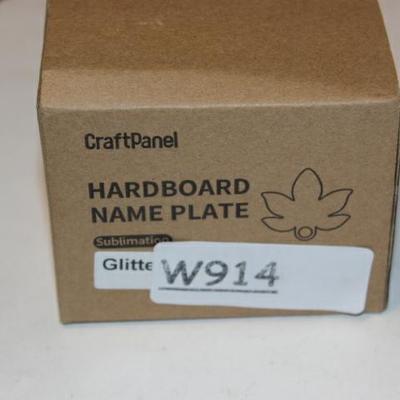 CraftPanel
HARDBOARD
NAME PLATE
Sublimation
Glitte
W914